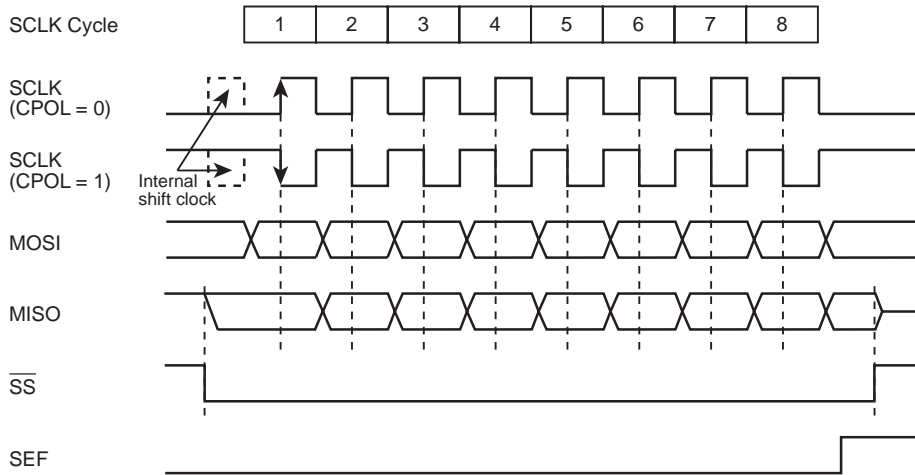 SCLK Cycle 1 2 3 4 5 6 7 8
SCLK
(CPOL = 0)
SCLK
(CPOL = 1)
Internal
shift clock
MOSI
MISO
SS
SEF